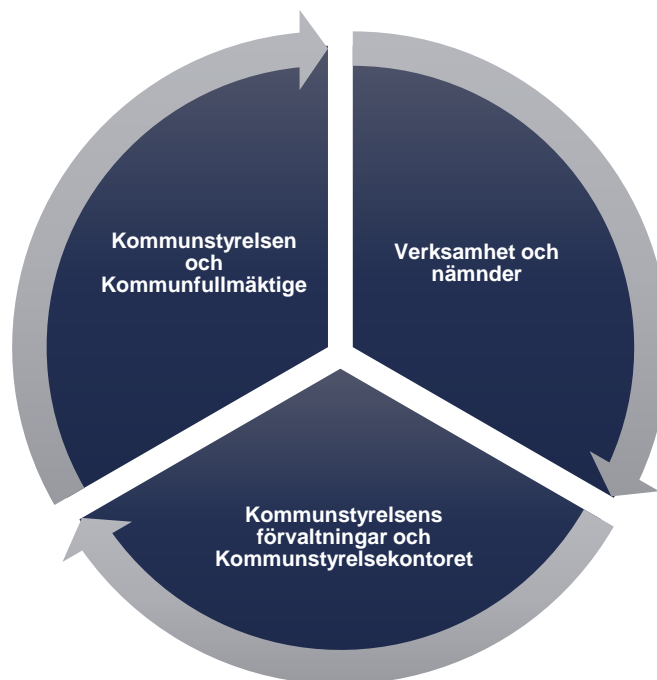 Kommunstyrelsen
och
Kommunfullmäktige
Verksamhet och
nämnder
Kommunstyrelsens
förvaltningar och
Kommunstyrelsekontoret